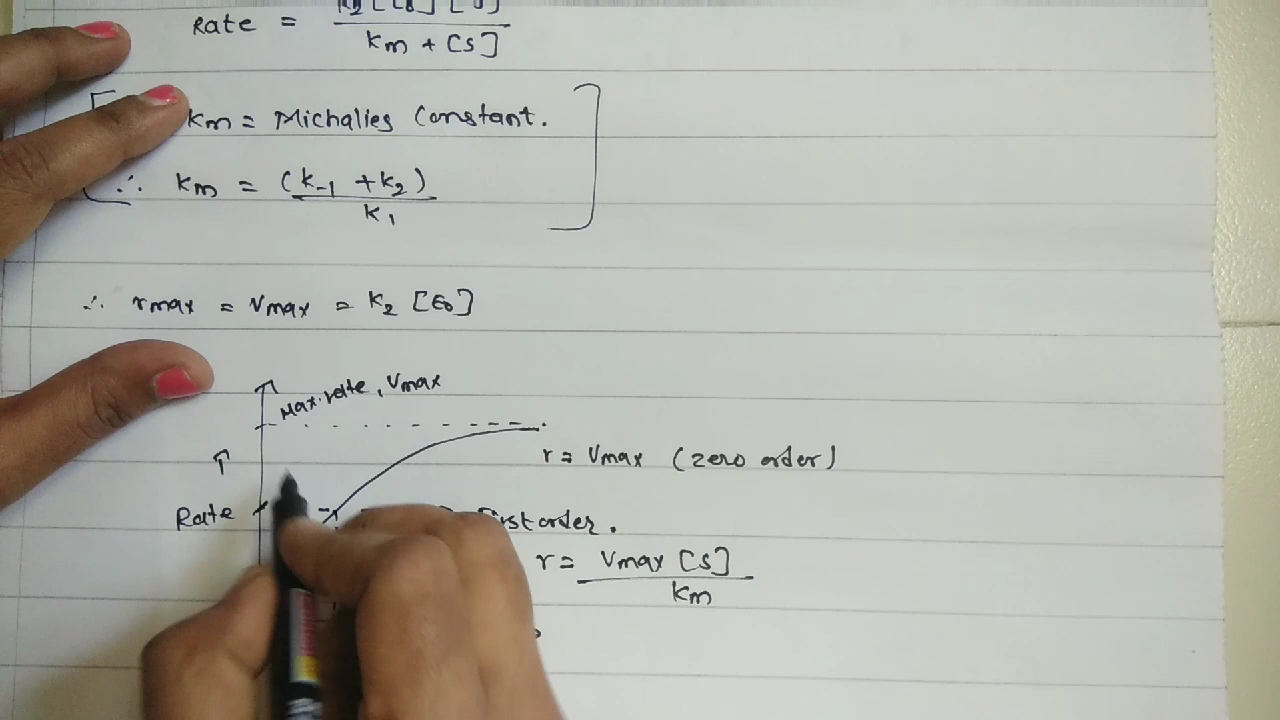 Rate = / km + [S]
km = Michalies Constant.
∴ km = (k-1 + k2) / k1
∴ rmax = Vmax = k2 [E0]
Max.rate, Vmax
r = Vmax (zero order)
Rate
order.
r = Vmax [S] / km